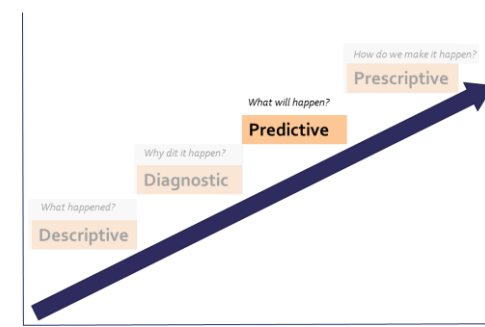 How do we make it happen?
Prescriptive
What will happen?
Predictive
Why dit it happen?
Diagnostic
What happened?
Descriptive